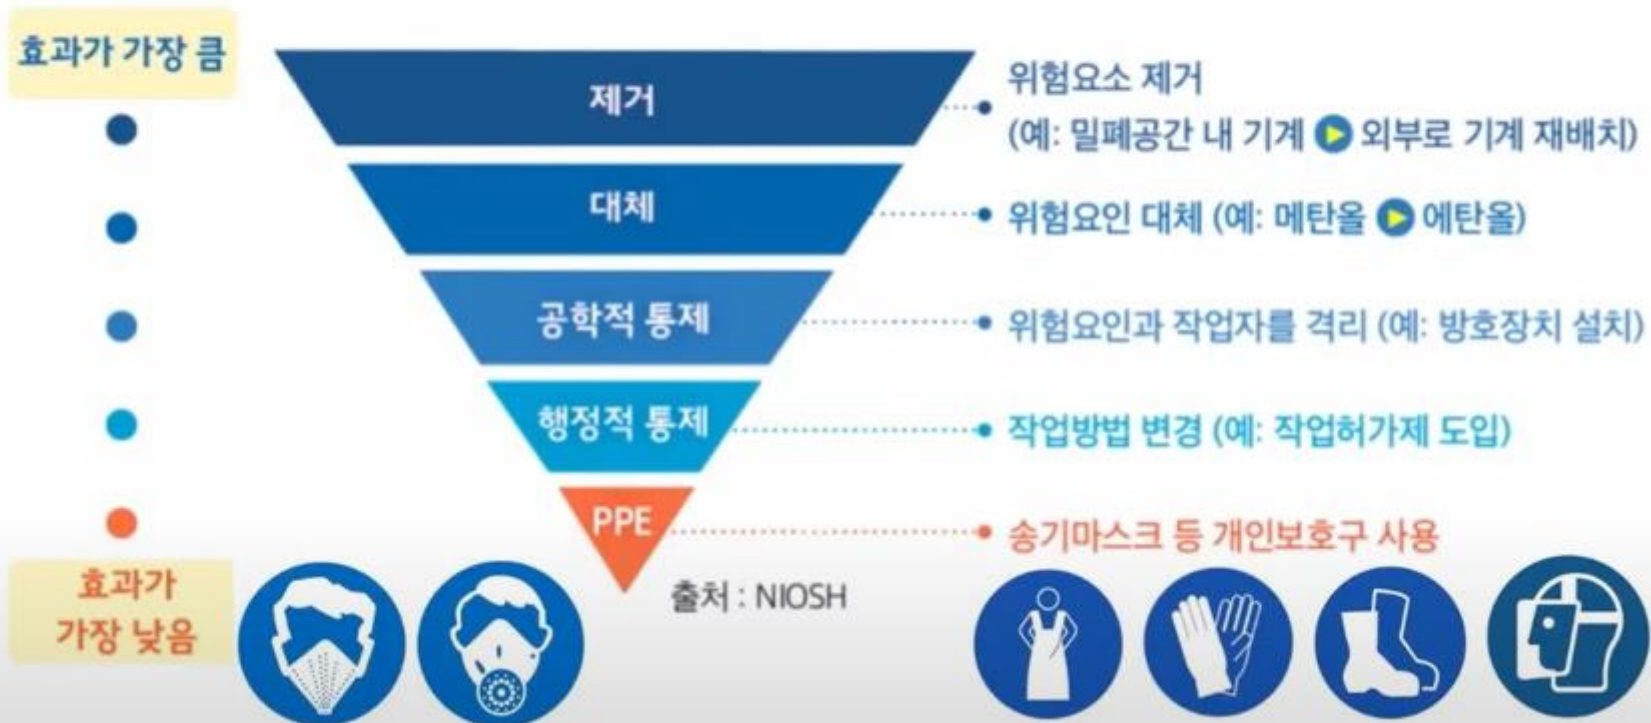 효과가 가장 큼
제거
위험요소 제거
(예: 밀폐공간 내 기계 ▶ 외부로 기계 재배치)
대체
위험요인 대체 (예: 메탄올 ▶ 에탄올)
공학적 통제
위험요인과 작업자를 격리 (예: 방호장치 설치)
행정적 통제
작업방법 변경 (예: 작업허가제 도입)
PPE
송기마스크 등 개인보호구 사용
효과가
가장 낮음
출처 : NIOSH